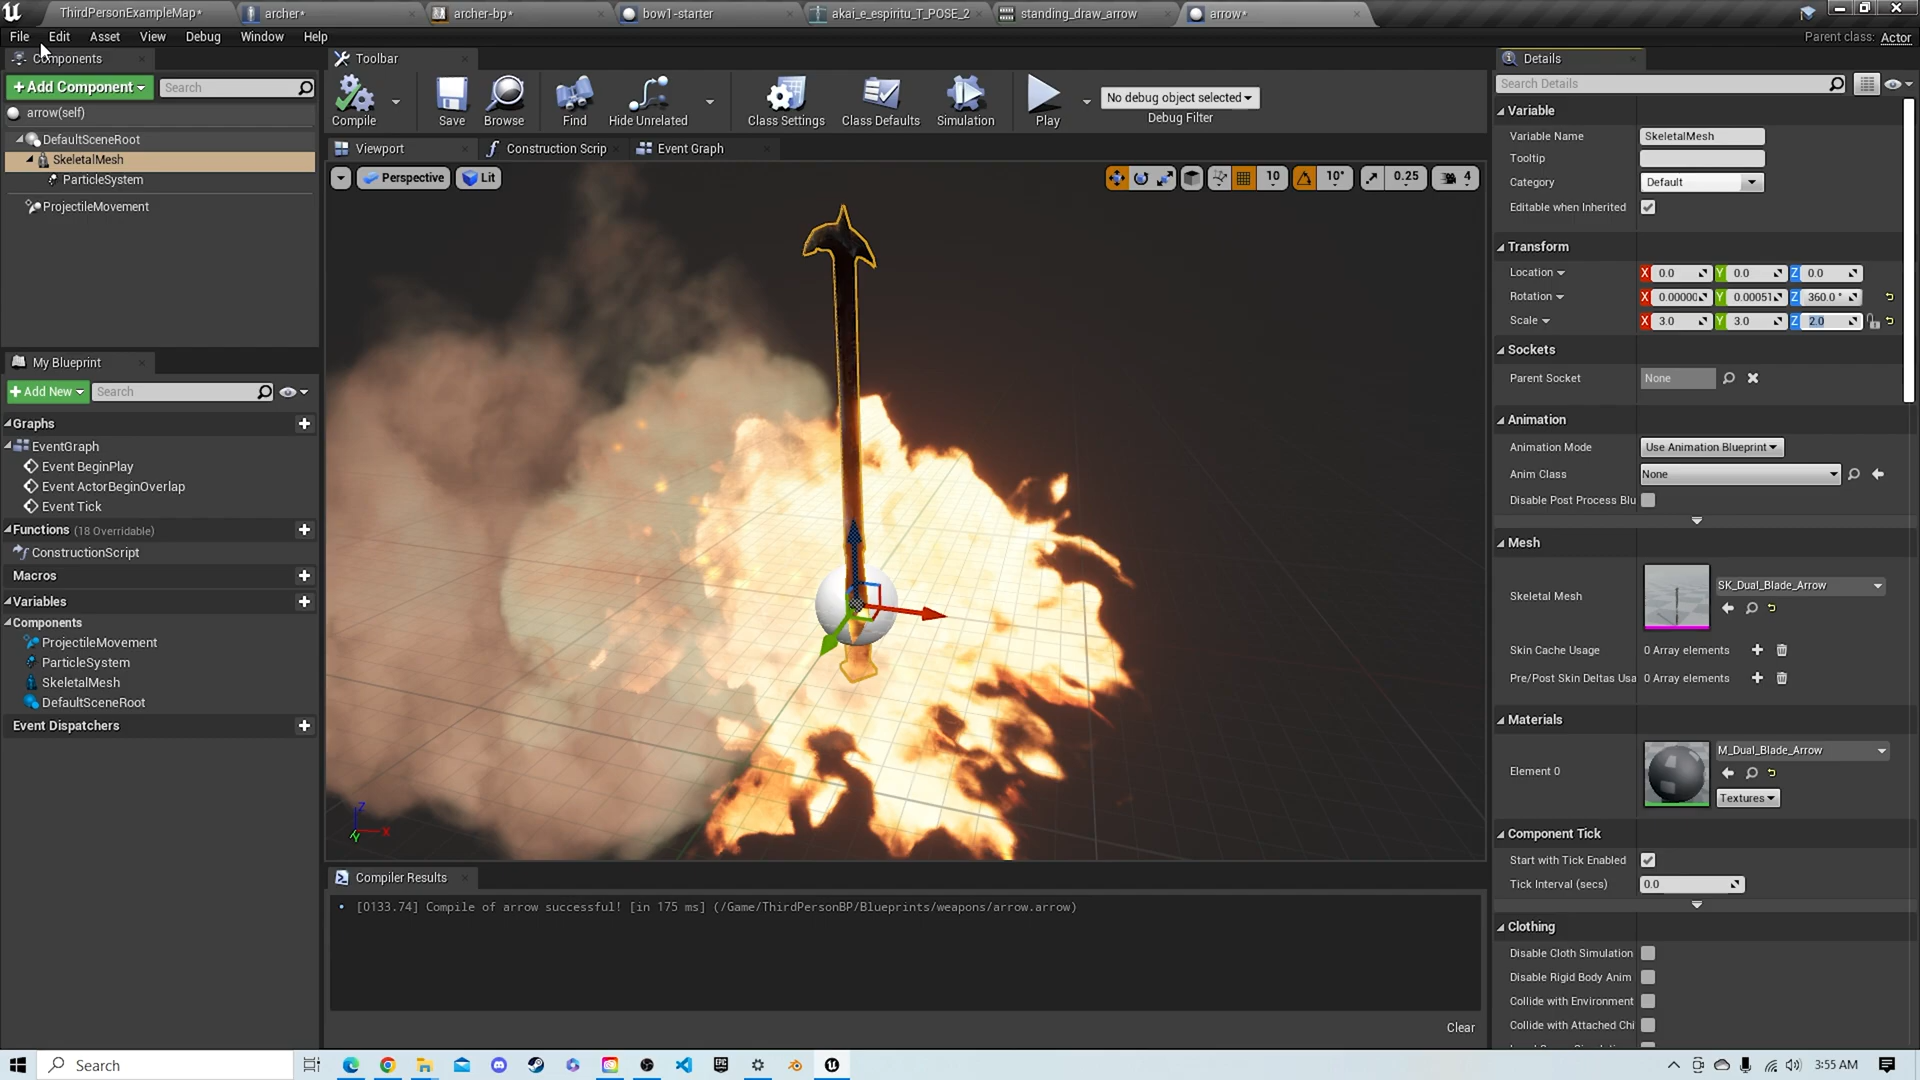 ThirdPersonExampleMap*
archer*
archer-bp*
bow1-starter
akai_e_espiritu_T_POSE_2
standing_draw_arrow
arrow*
File Edit Asset View Debug Window Help
Parent class: Actor
Components
+Add Component
Search
arrow(self)
DefaultSceneRoot
SkeletalMesh
ParticleSystem
ProjectileMovement
My Blueprint
+Add New
Search
Graphs
EventGraph
Event BeginPlay
Event ActorBeginOverlap
Event Tick
Functions (18 Overridable)
ConstructionScript
Macros
Variables
Components
ProjectileMovement
ParticleSystem
SkeletalMesh
DefaultSceneRoot
Event Dispatchers
Toolbar
Compile
Save
Browse
Find
Hide Unrelated
Class Settings
Class Defaults
Simulation
Play
No debug object selected
Debug Filter
Viewport
Construction Scrip
Event Graph
Perspective
Lit
10
10°
0.25
4
Z
X
Y
Compiler Results
• [0133.74] Compile of arrow successful! [in 175 ms] (/Game/ThirdPersonBP/Blueprints/weapons/arrow.arrow)
Clear
Details
Search Details
Variable
Variable Name SkeletalMesh
Tooltip
Category Default
Editable when Inherited
Transform
Location X 0.0 Y 0.0 Z 0.0
Rotation X 0.00000 Y 0.00051 Z 360.0 °
Scale X 3.0 Y 3.0 Z 2.0
Sockets
Parent Socket None
Animation
Animation Mode Use Animation Blueprint
Anim Class None
Disable Post Process Blu
Mesh
Skeletal Mesh SK_Dual_Blade_Arrow
Skin Cache Usage 0 Array elements
Pre/Post Skin Deltas Usa 0 Array elements
Materials
Element 0 M_Dual_Blade_Arrow
Textures
Component Tick
Start with Tick Enabled
Tick Interval (secs) 0.0
Clothing
Disable Cloth Simulation
Disable Rigid Body Anim
Collide with Environment
Collide with Attached Chi
Search
EPIC
3:55 AM